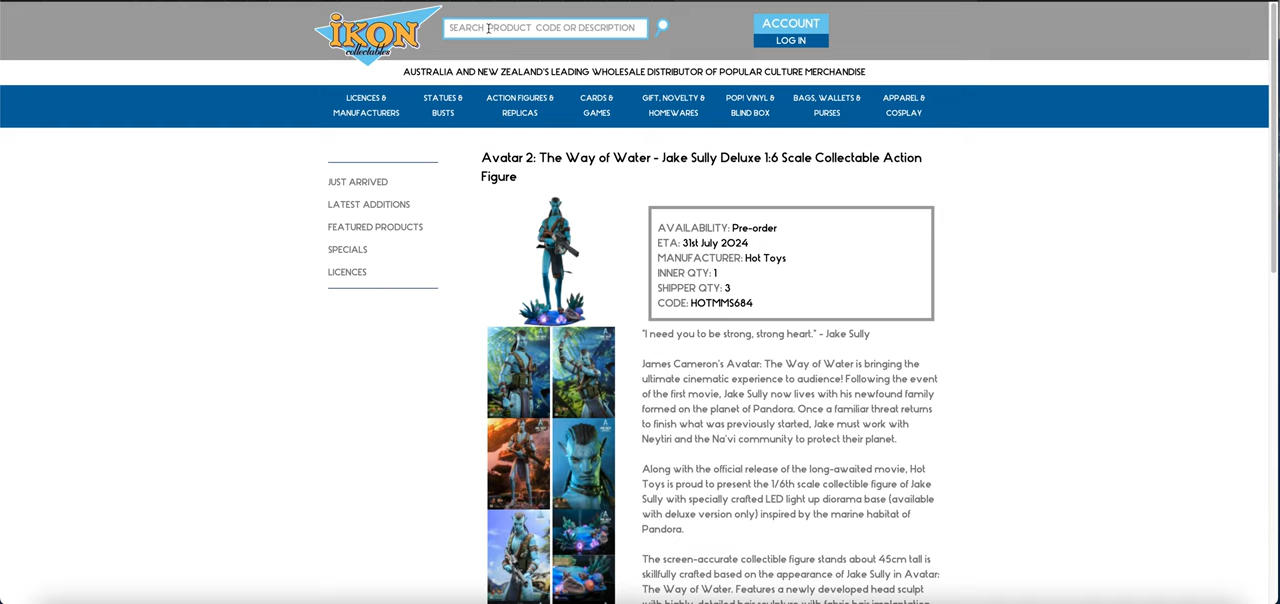 iKON
collectables
SEARCH PRODUCT CODE OR DESCRIPTION
ACCOUNT
LOG IN
AUSTRALIA AND NEW ZEALAND'S LEADING WHOLESALE DISTRIBUTOR OF POPULAR CULTURE MERCHANDISE
LICENCES &
MANUFACTURERS
STATUES &
BUSTS
ACTION FIGURES &
REPLICAS
CARDS &
GAMES
GIFT, NOVELTY &
HOMEWARES
POP! VINYL &
BLIND BOX
BAGS, WALLETS &
PURSES
APPAREL &
COSPLAY
JUST ARRIVED
LATEST ADDITIONS
FEATURED PRODUCTS
SPECIALS
LICENCES
Avatar 2: The Way of Water - Jake Sully Deluxe 1:6 Scale Collectable Action
Figure
AVAILABILITY: Pre-order
ETA: 31st July 2024
MANUFACTURER: Hot Toys
INNER QTY: 1
SHIPPER QTY: 3
CODE: HOTMMS684
"I need you to be strong, strong heart." - Jake Sully
James Cameron's Avatar: The Way of Water is bringing the
ultimate cinematic experience to audience! Following the event
of the first movie, Jake Sully now lives with his newfound family
formed on the planet of Pandora. Once a familiar threat returns
to finish what was previously started, Jake must work with
Neytiri and the Na'vi community to protect their planet.
Along with the official release of the long-awaited movie, Hot
Toys is proud to present the 1/6th scale collectible figure of Jake
Sully with specially crafted LED light up diorama base (available
with deluxe version only) inspired by the marine habitat of
Pandora.
The screen-accurate collectible figure stands about 45cm tall is
skillfully crafted based on the appearance of Jake Sully in Avatar:
The Way of Water. Features a newly developed head sculpt
with highly-detailed hair sculpture with fabric hair implantation